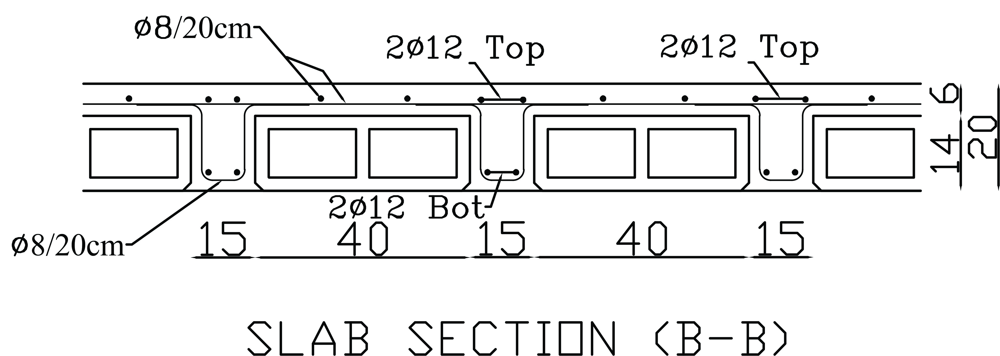 ø8/20cm
2ø12 Top
2ø12 Top
6
14
20
2ø12 Bot
ø8/20cm
15
40
15
40
15
SLAB SECTION (B-B)